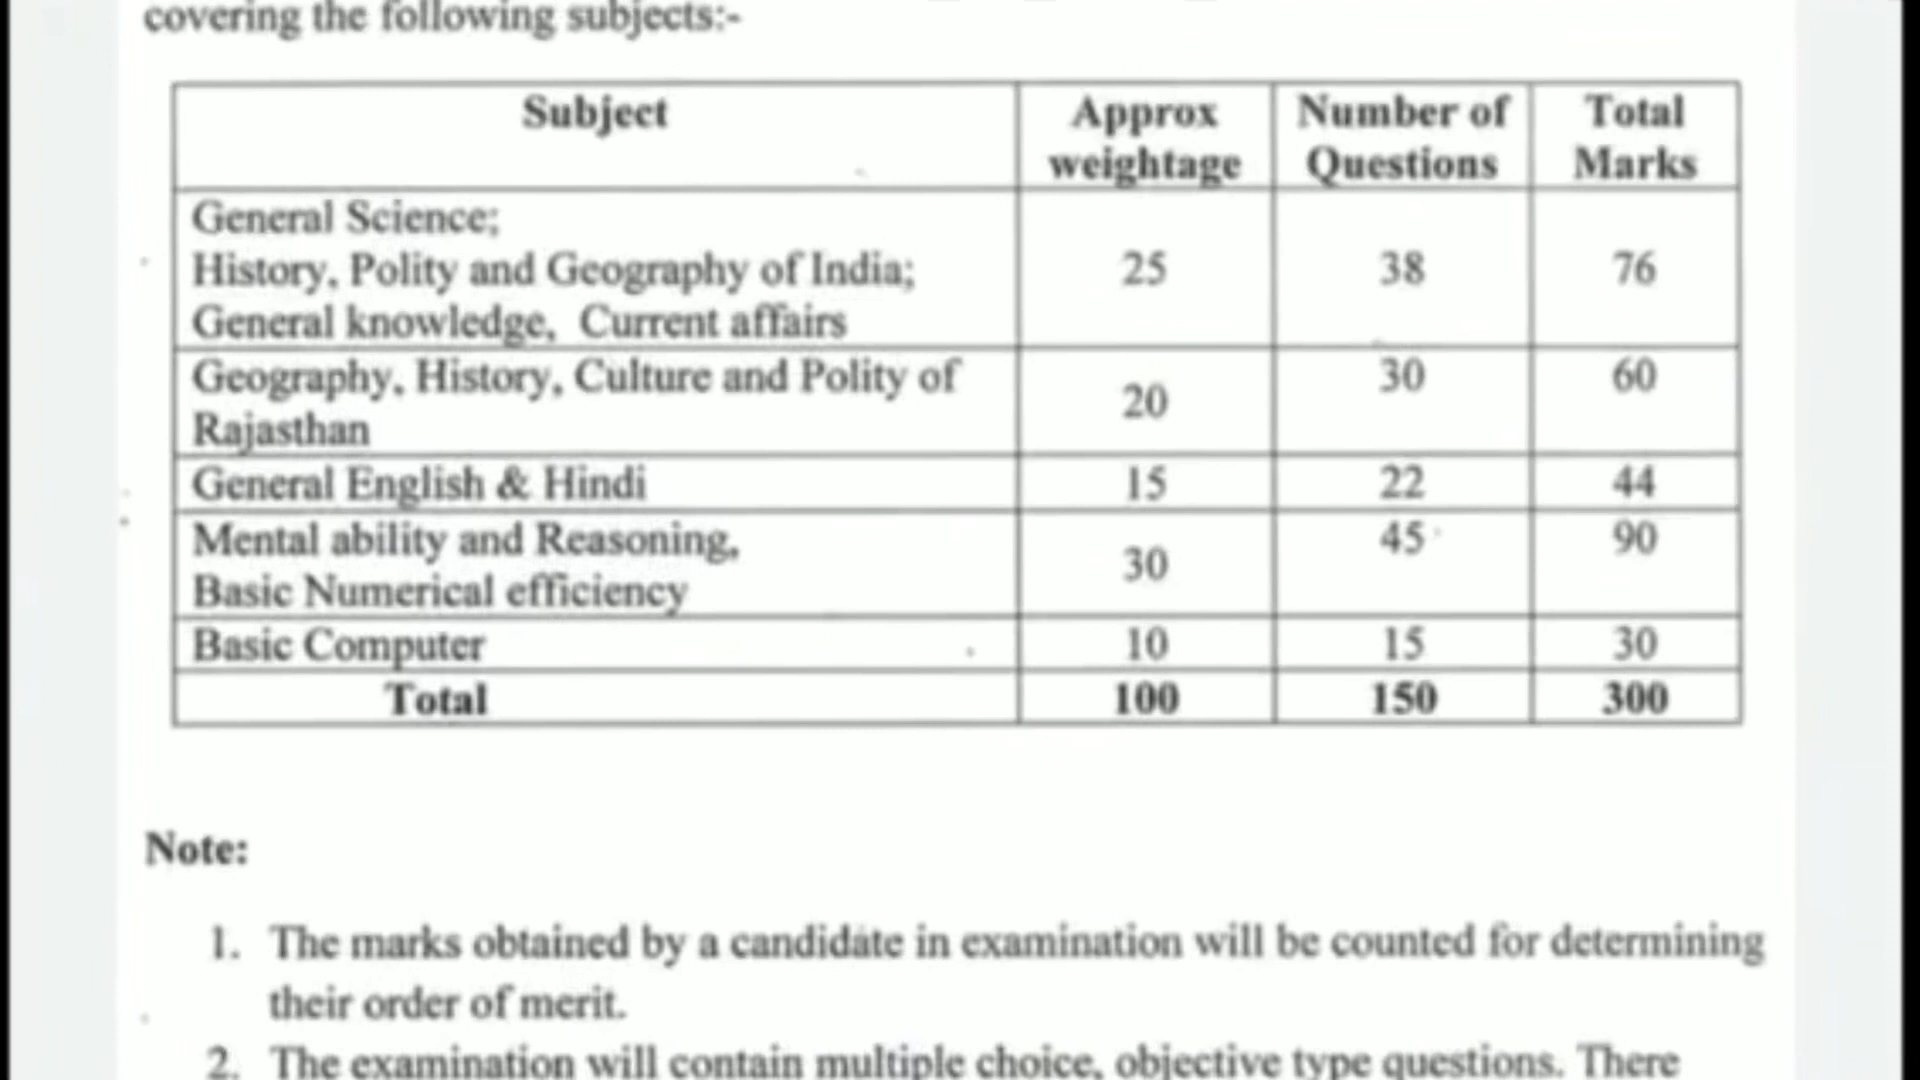 covering the following subjects:-
Subject Approx weightage Number of Questions Total Marks
General Science;
History, Polity and Geography of India; 25 38 76
General knowledge, Current affairs
Geography, History, Culture and Polity of Rajasthan 20 30 60
General English & Hindi 15 22 44
Mental ability and Reasoning, Basic Numerical efficiency 30 45 90
Basic Computer 10 15 30
Total 100 150 300
Note:
1. The marks obtained by a candidate in examination will be counted for determining
their order of merit.
2. The examination will contain multiple choice, objective type questions. There